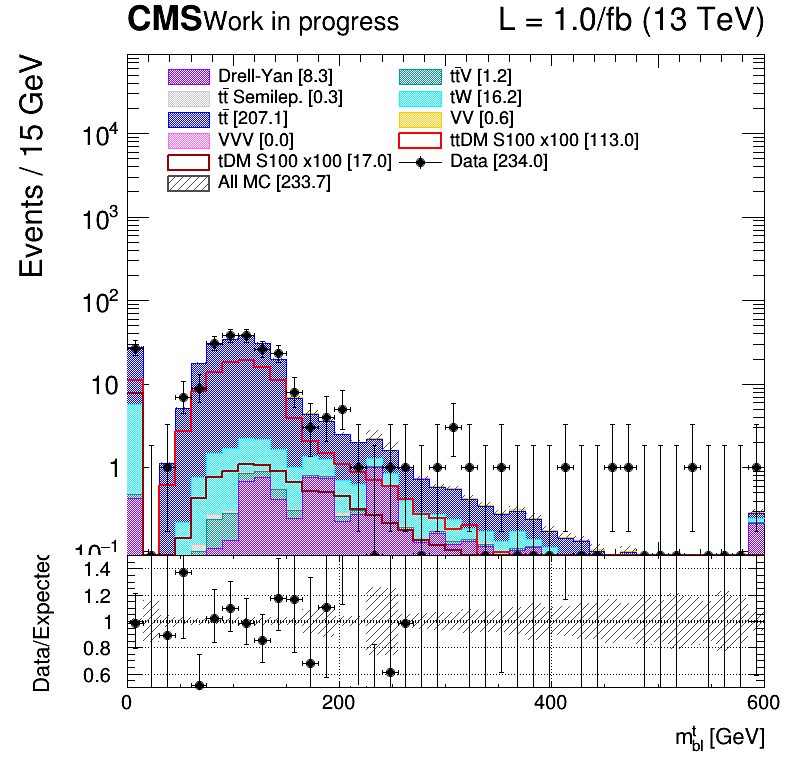 CMS Work in progress L = 1.0/fb (13 TeV)
Events / 15 GeV
Drell-Yan [8.3] tt̄V [1.2]
tt̄ Semilep. [0.3] tW [16.2]
tt̄ [207.1] VV [0.6]
VVV [0.0] ttDM S100 x100 [113.0]
tDM S100 x100 [17.0] Data [234.0]
All MC [233.7]
10⁴
10³
10²
10
1
10⁻¹
Data/Expected
1.4
1.2
1
0.8
0.6
0 200 400 600
m^t_bl [GeV]